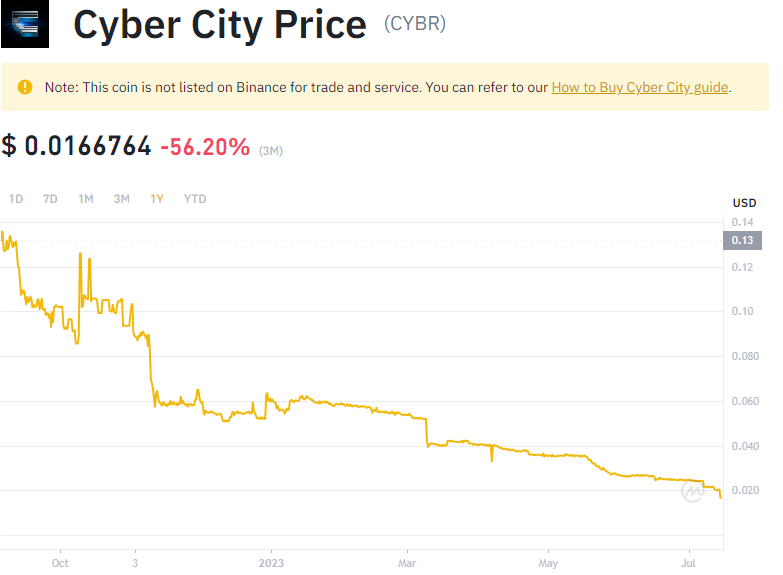 Cyber City Price (CYBR)
Note: This coin is not listed on Binance for trade and service. You can refer to our How to Buy Cyber City guide.
$ 0.0166764 -56.20% (3M)
1D 7D 1M 3M 1Y YTD
USD
0.14
0.13
0.12
0.10
0.080
0.060
0.040
0.020
Oct 3 2023 Mar May Jul